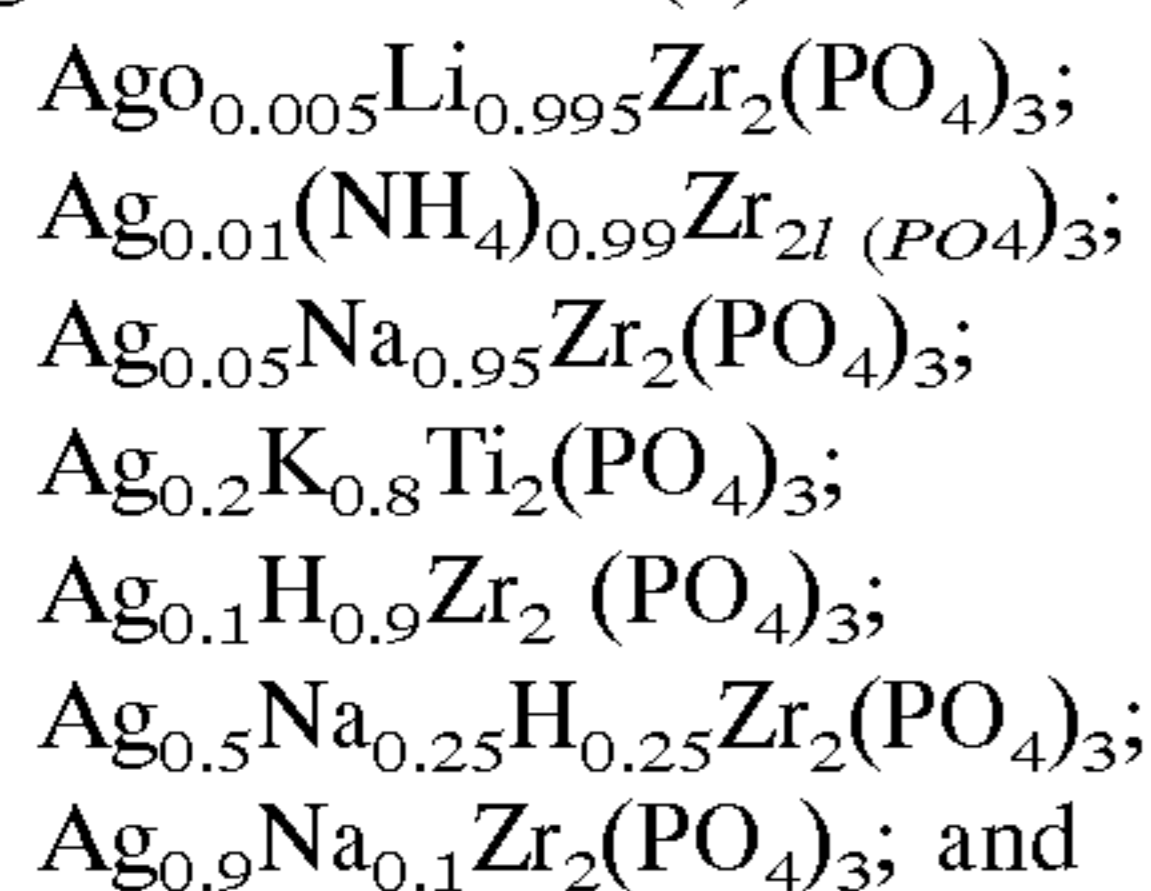 Ago₀.₀₀₅Li₀.₉₉₅Zr₂(PO₄)₃;
Ag₀.₀₁(NH₄)₀.₉₉Zr₂l (PO4)₃;
Ag₀.₀₅Na₀.₉₅Zr₂(PO₄)₃;
Ag₀.₂K₀.₈Ti₂(PO₄)₃;
Ag₀.₁H₀.₉Zr₂ (PO₄)₃;
Ag₀.₅Na₀.₂₅H₀.₂₅Zr₂(PO₄)₃;
Ag₀.₉Na₀.₁Zr₂(PO₄)₃; and